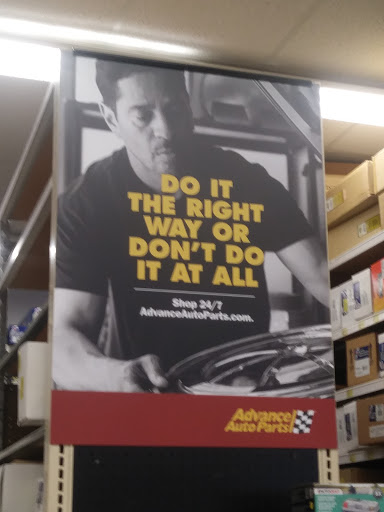 DO IT
THE RIGHT
WAY OR
DON'T DO
IT AT ALL
Shop 24/7
AdvanceAutoParts.com.
Advance
Auto Parts